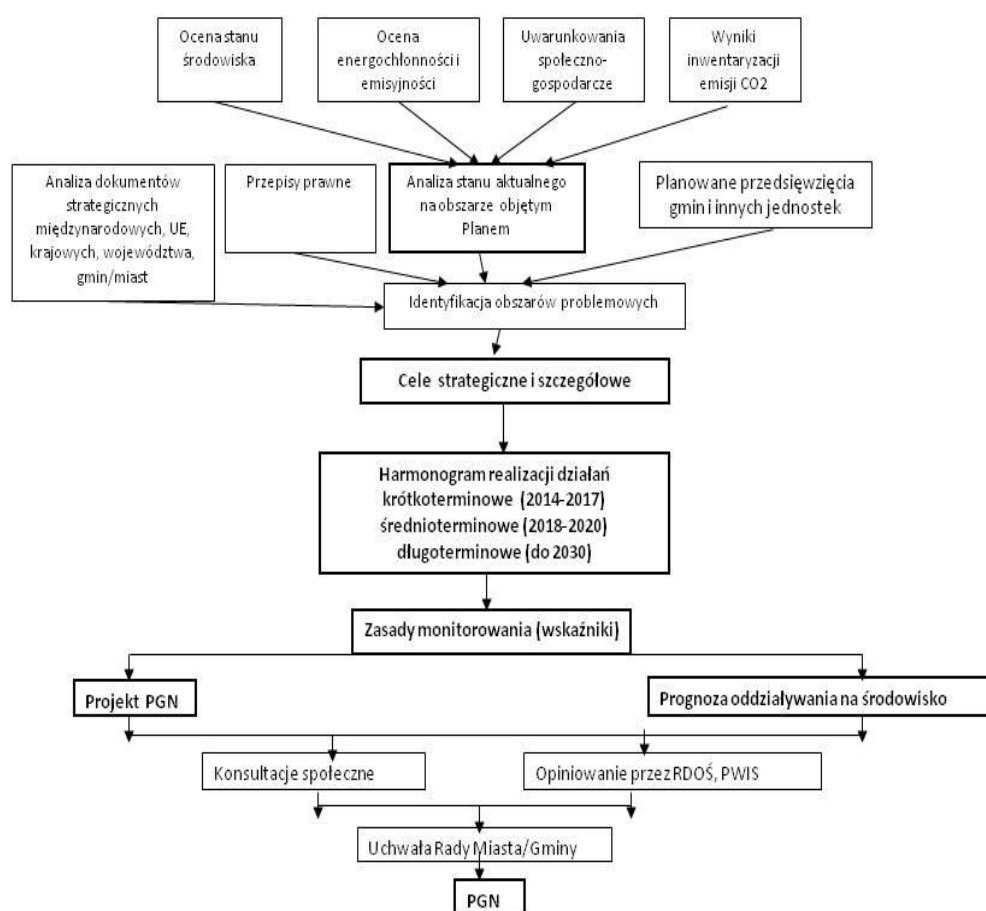 Ocena stanu
środowiska
Ocena
energochłonności i
emisyjności
Uwarunkowania
społeczno-
gospodarcze
Wyniki
inwentaryzacji
emisji CO2
Analiza dokumentów
strategicznych
międzynarodowych, UE,
krajowych, województwa,
gmin/miast
Przepisy prawne
Analiza stanu aktualnego
na obszarze objętym
Planem
Planowane przedsięwzięcia
gmin i innych jednostek
Identyfikacja obszarów problemowych
Cele strategiczne i szczegółowe
Harmonogram realizacji działań
krótkoterminowe (2014-2017)
średnioterminowe (2018-2020)
długoterminowe (do 2030)
Zasady monitorowania (wskaźniki)
Projekt PGN
Prognoza oddziaływania na środowisko
Konsultacje społeczne
Opiniowanie przez RDOŚ, PWIS
Uchwała Rady Miasta/Gminy
PGN